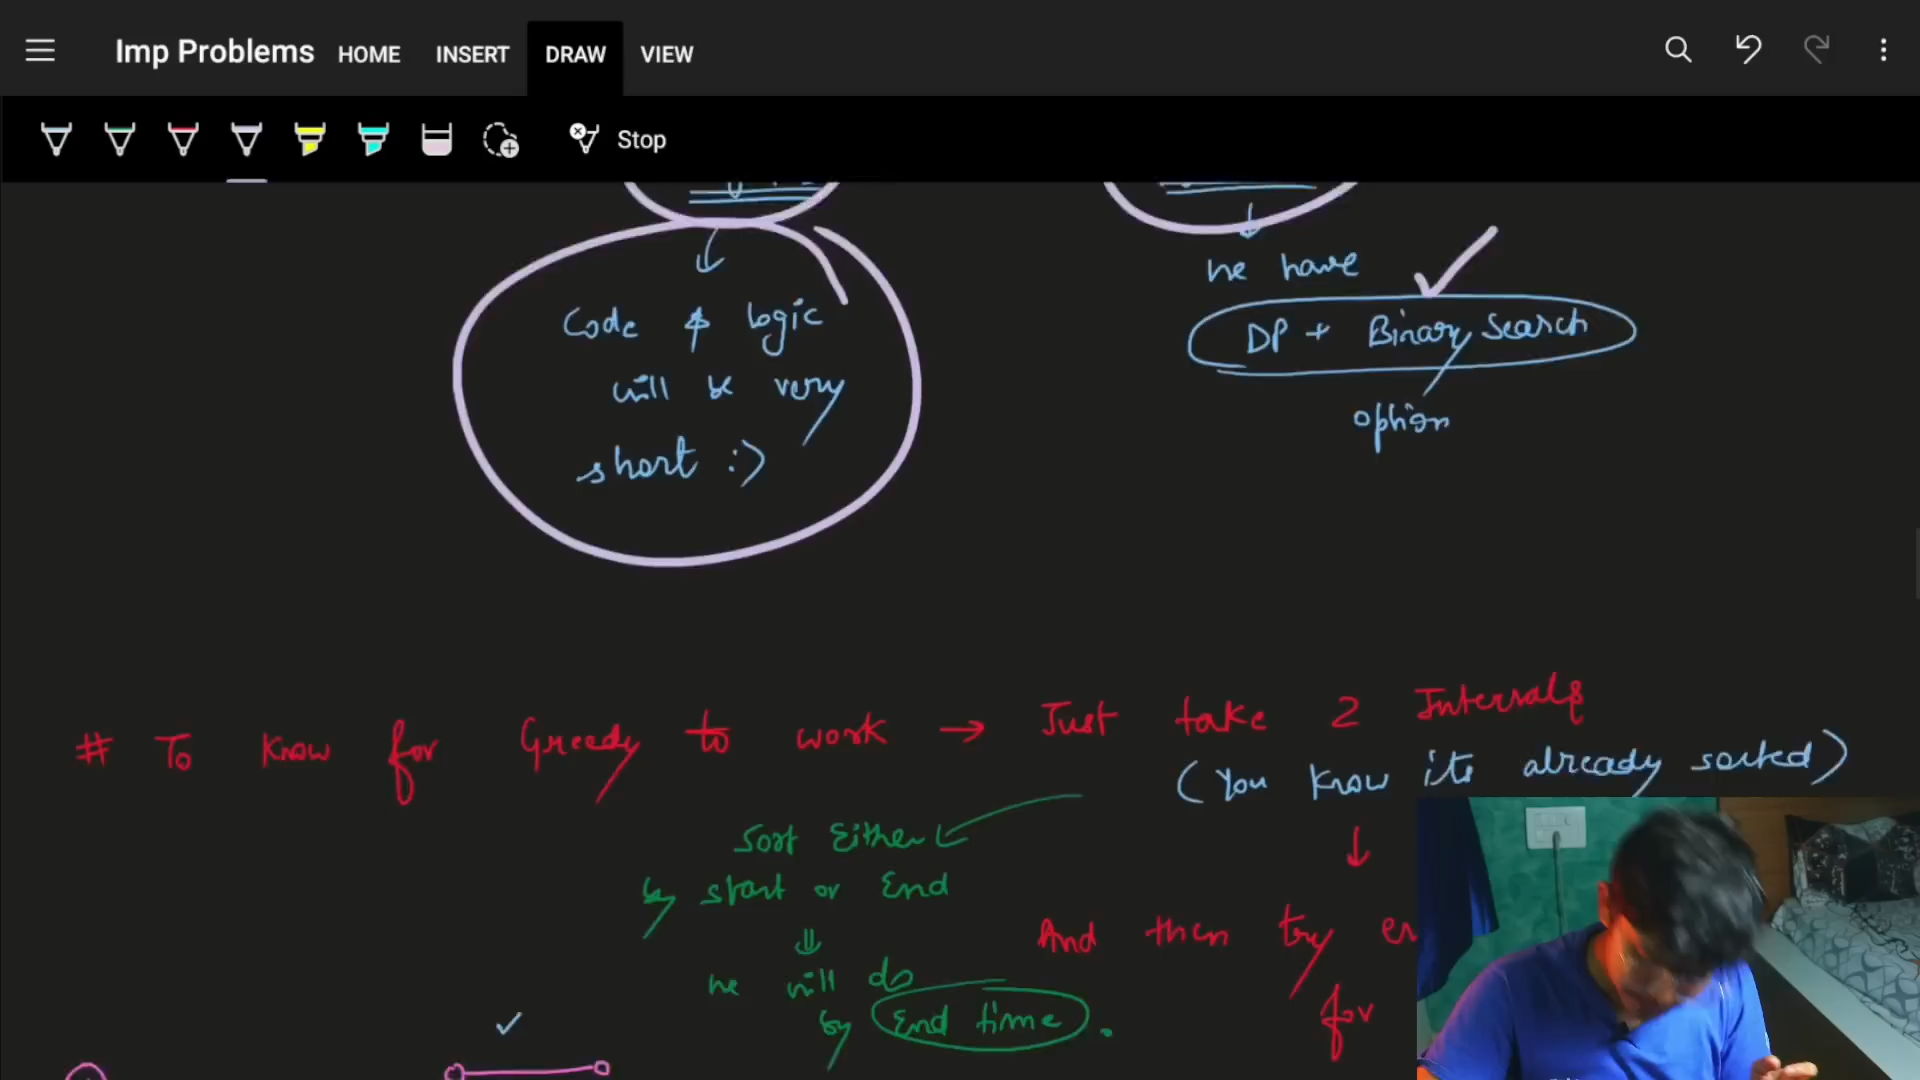 Imp Problems HOME INSERT DRAW VIEW
Stop
we have
Code & logic
DP + Binary Search
will be very
option
short :)
# To Know for Greedy to work → Just take 2 Intervals
(You Know its already sorted)
Sort Either
by start or End
And then try
we will do
for
by End time.